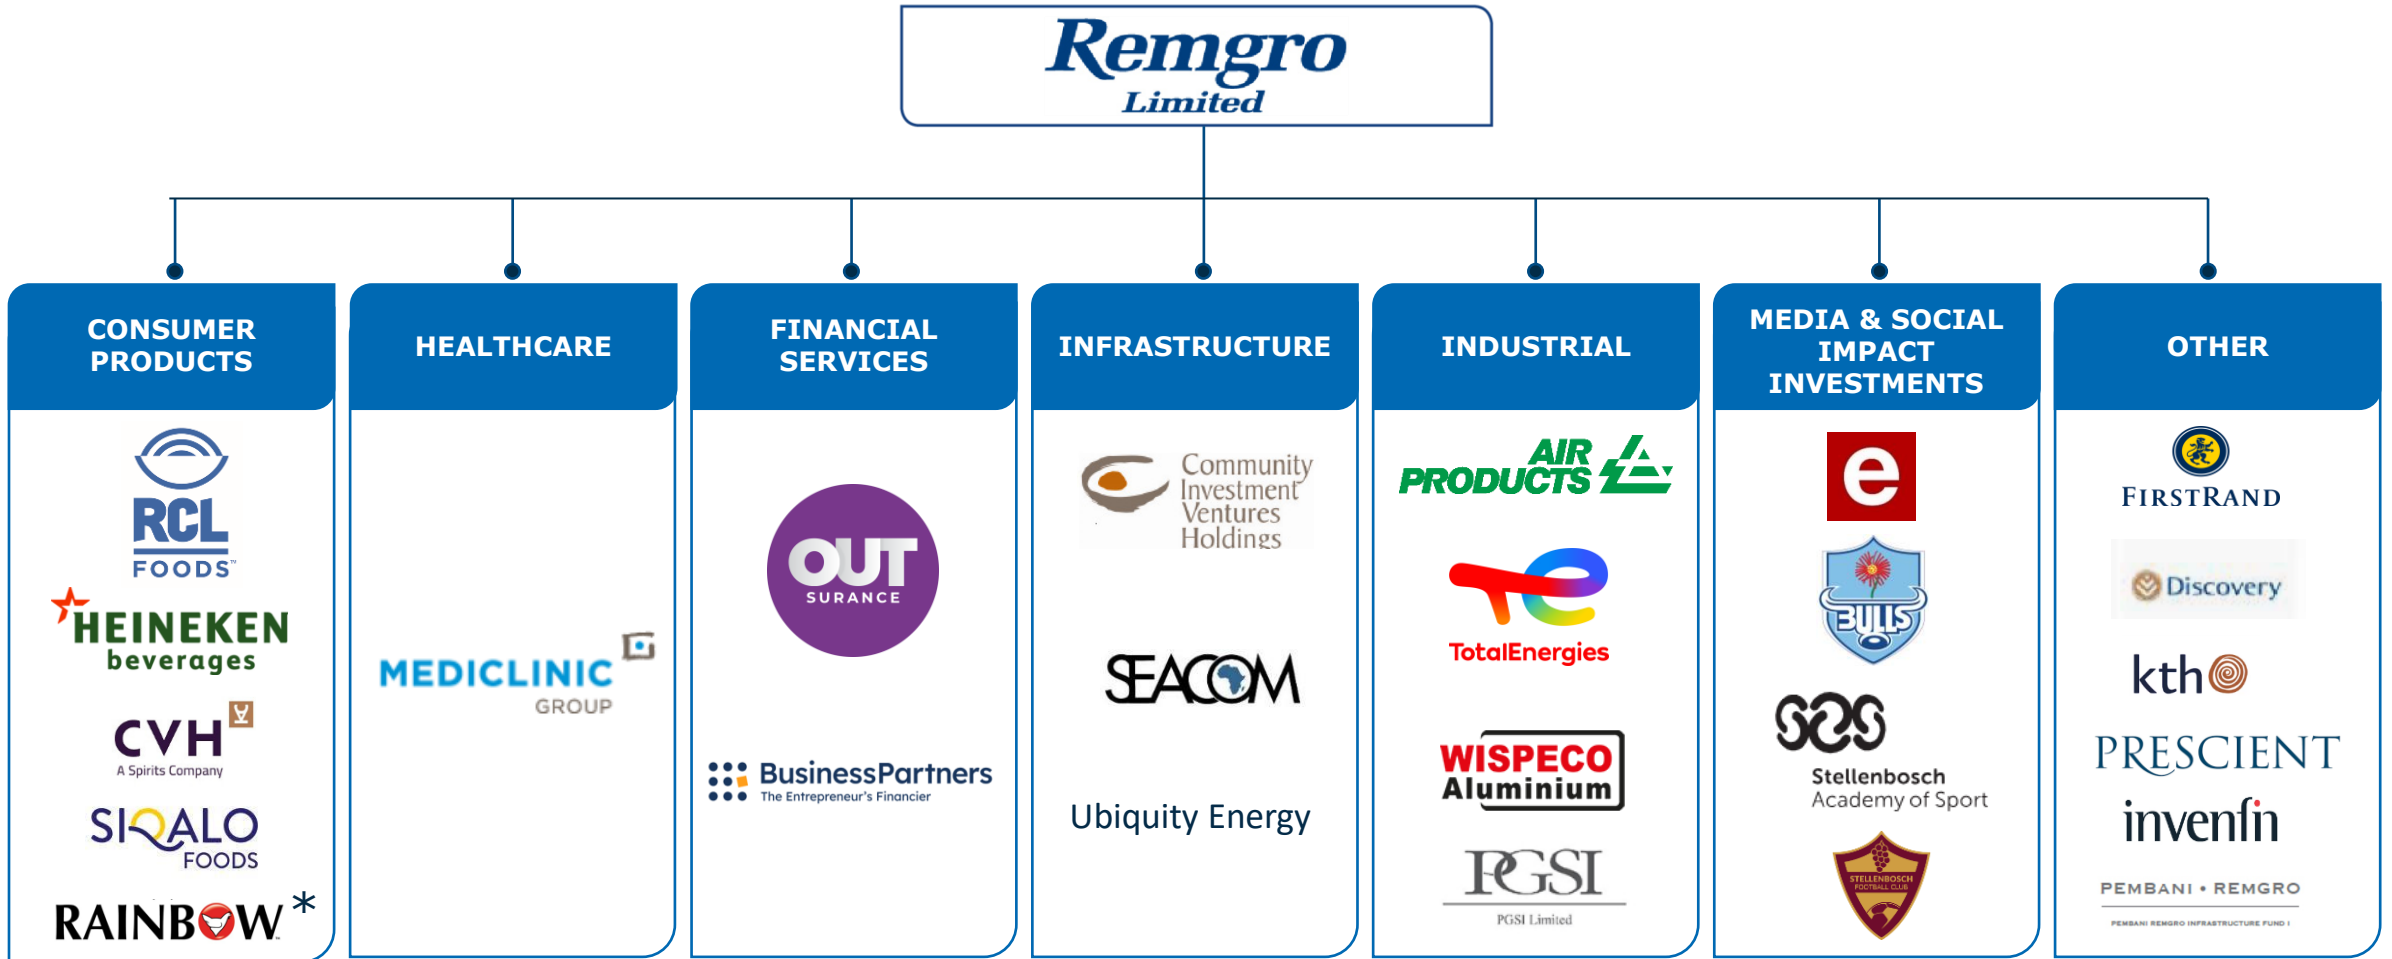 Remgro
Limited
CONSUMER
PRODUCTS
RCL
FOODS™
HEINEKEN
beverages
CVH
A Spirits Company
SIQALO
FOODS
RAINBOW *
HEALTHCARE
MEDICLINIC
GROUP
FINANCIAL
SERVICES
OUT
SURANCE
BusinessPartners
The Entrepreneur's Financier
INFRASTRUCTURE
Community
Investment
Ventures
Holdings
SEACOM
Ubiquity Energy
INDUSTRIAL
AIR
PRODUCTS
TotalEnergies
WISPECO
Aluminium
PGSI
PGSI Limited
MEDIA & SOCIAL
IMPACT
INVESTMENTS
e
BULLS
sas
Stellenbosch
Academy of Sport
STELLENBOSCH
FOOTBALL CLUB
OTHER
FIRSTRAND
Discovery
kth
PRESCIENT
invenfin
PEMBANI • REMGRO
PEMBANI REMGRO INFRASTRUCTURE FUND I